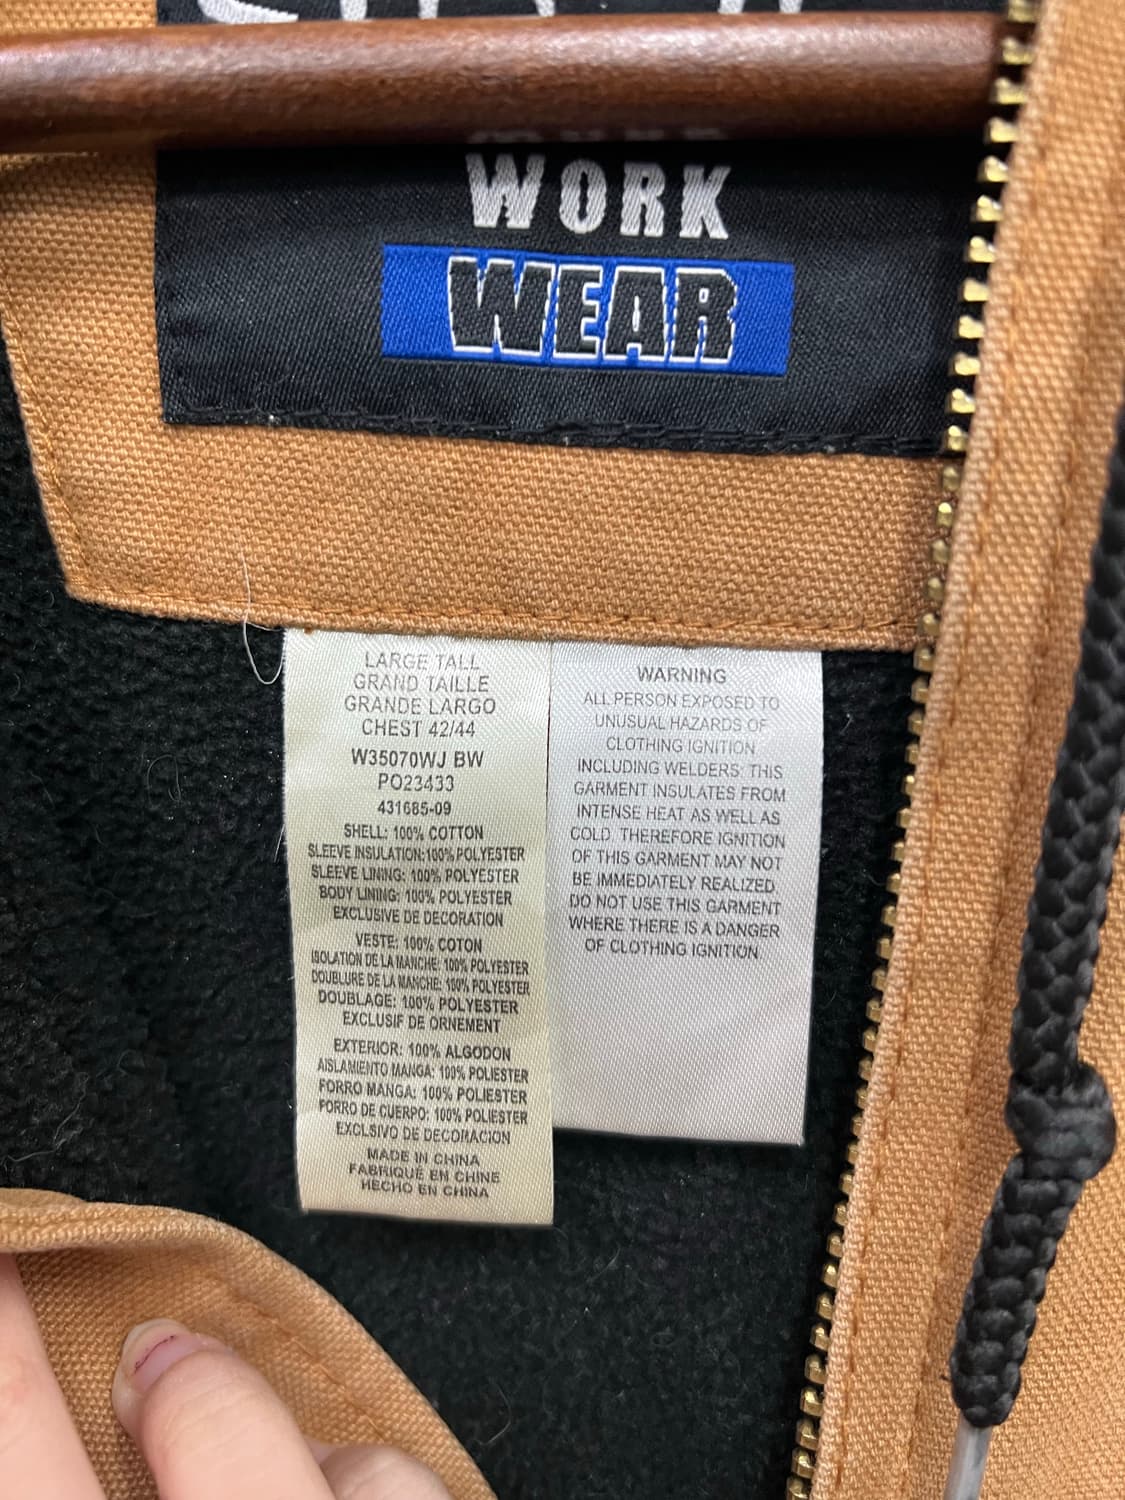 WORK
WEAR
LARGE TALL
GRAND TAILLE
GRANDE LARGO
CHEST 42/44
W35070WJ BW
PO23433
431685-09
SHELL: 100% COTTON
SLEEVE INSULATION:100% POLYESTER
SLEEVE LINING: 100% POLYESTER
BODY LINING: 100% POLYESTER
EXCLUSIVE DE DECORATION
VESTE: 100% COTON
ISOLATION DE LA MANCHE: 100% POLYESTER
DOUBLURE DE LA MANCHE: 100% POLYESTER
DOUBLAGE: 100% POLYESTER
EXCLUSIF DE ORNEMENT
EXTERIOR: 100% ALGODON
AISLAMIENTO MANGA: 100% POLIESTER
FORRO MANGA: 100% POLIESTER
FORRO DE CUERPO: 100% POLIESTER
EXCLSIVO DE DECORACION
MADE IN CHINA
FABRIQUÉ EN CHINE
HECHO EN CHINA
WARNING
ALL PERSON EXPOSED TO
UNUSUAL HAZARDS OF
CLOTHING IGNITION
INCLUDING WELDERS: THIS
GARMENT INSULATES FROM
INTENSE HEAT AS WELL AS
COLD. THEREFORE IGNITION
OF THIS GARMENT MAY NOT
BE IMMEDIATELY REALIZED.
DO NOT USE THIS GARMENT
WHERE THERE IS A DANGER
OF CLOTHING IGNITION.